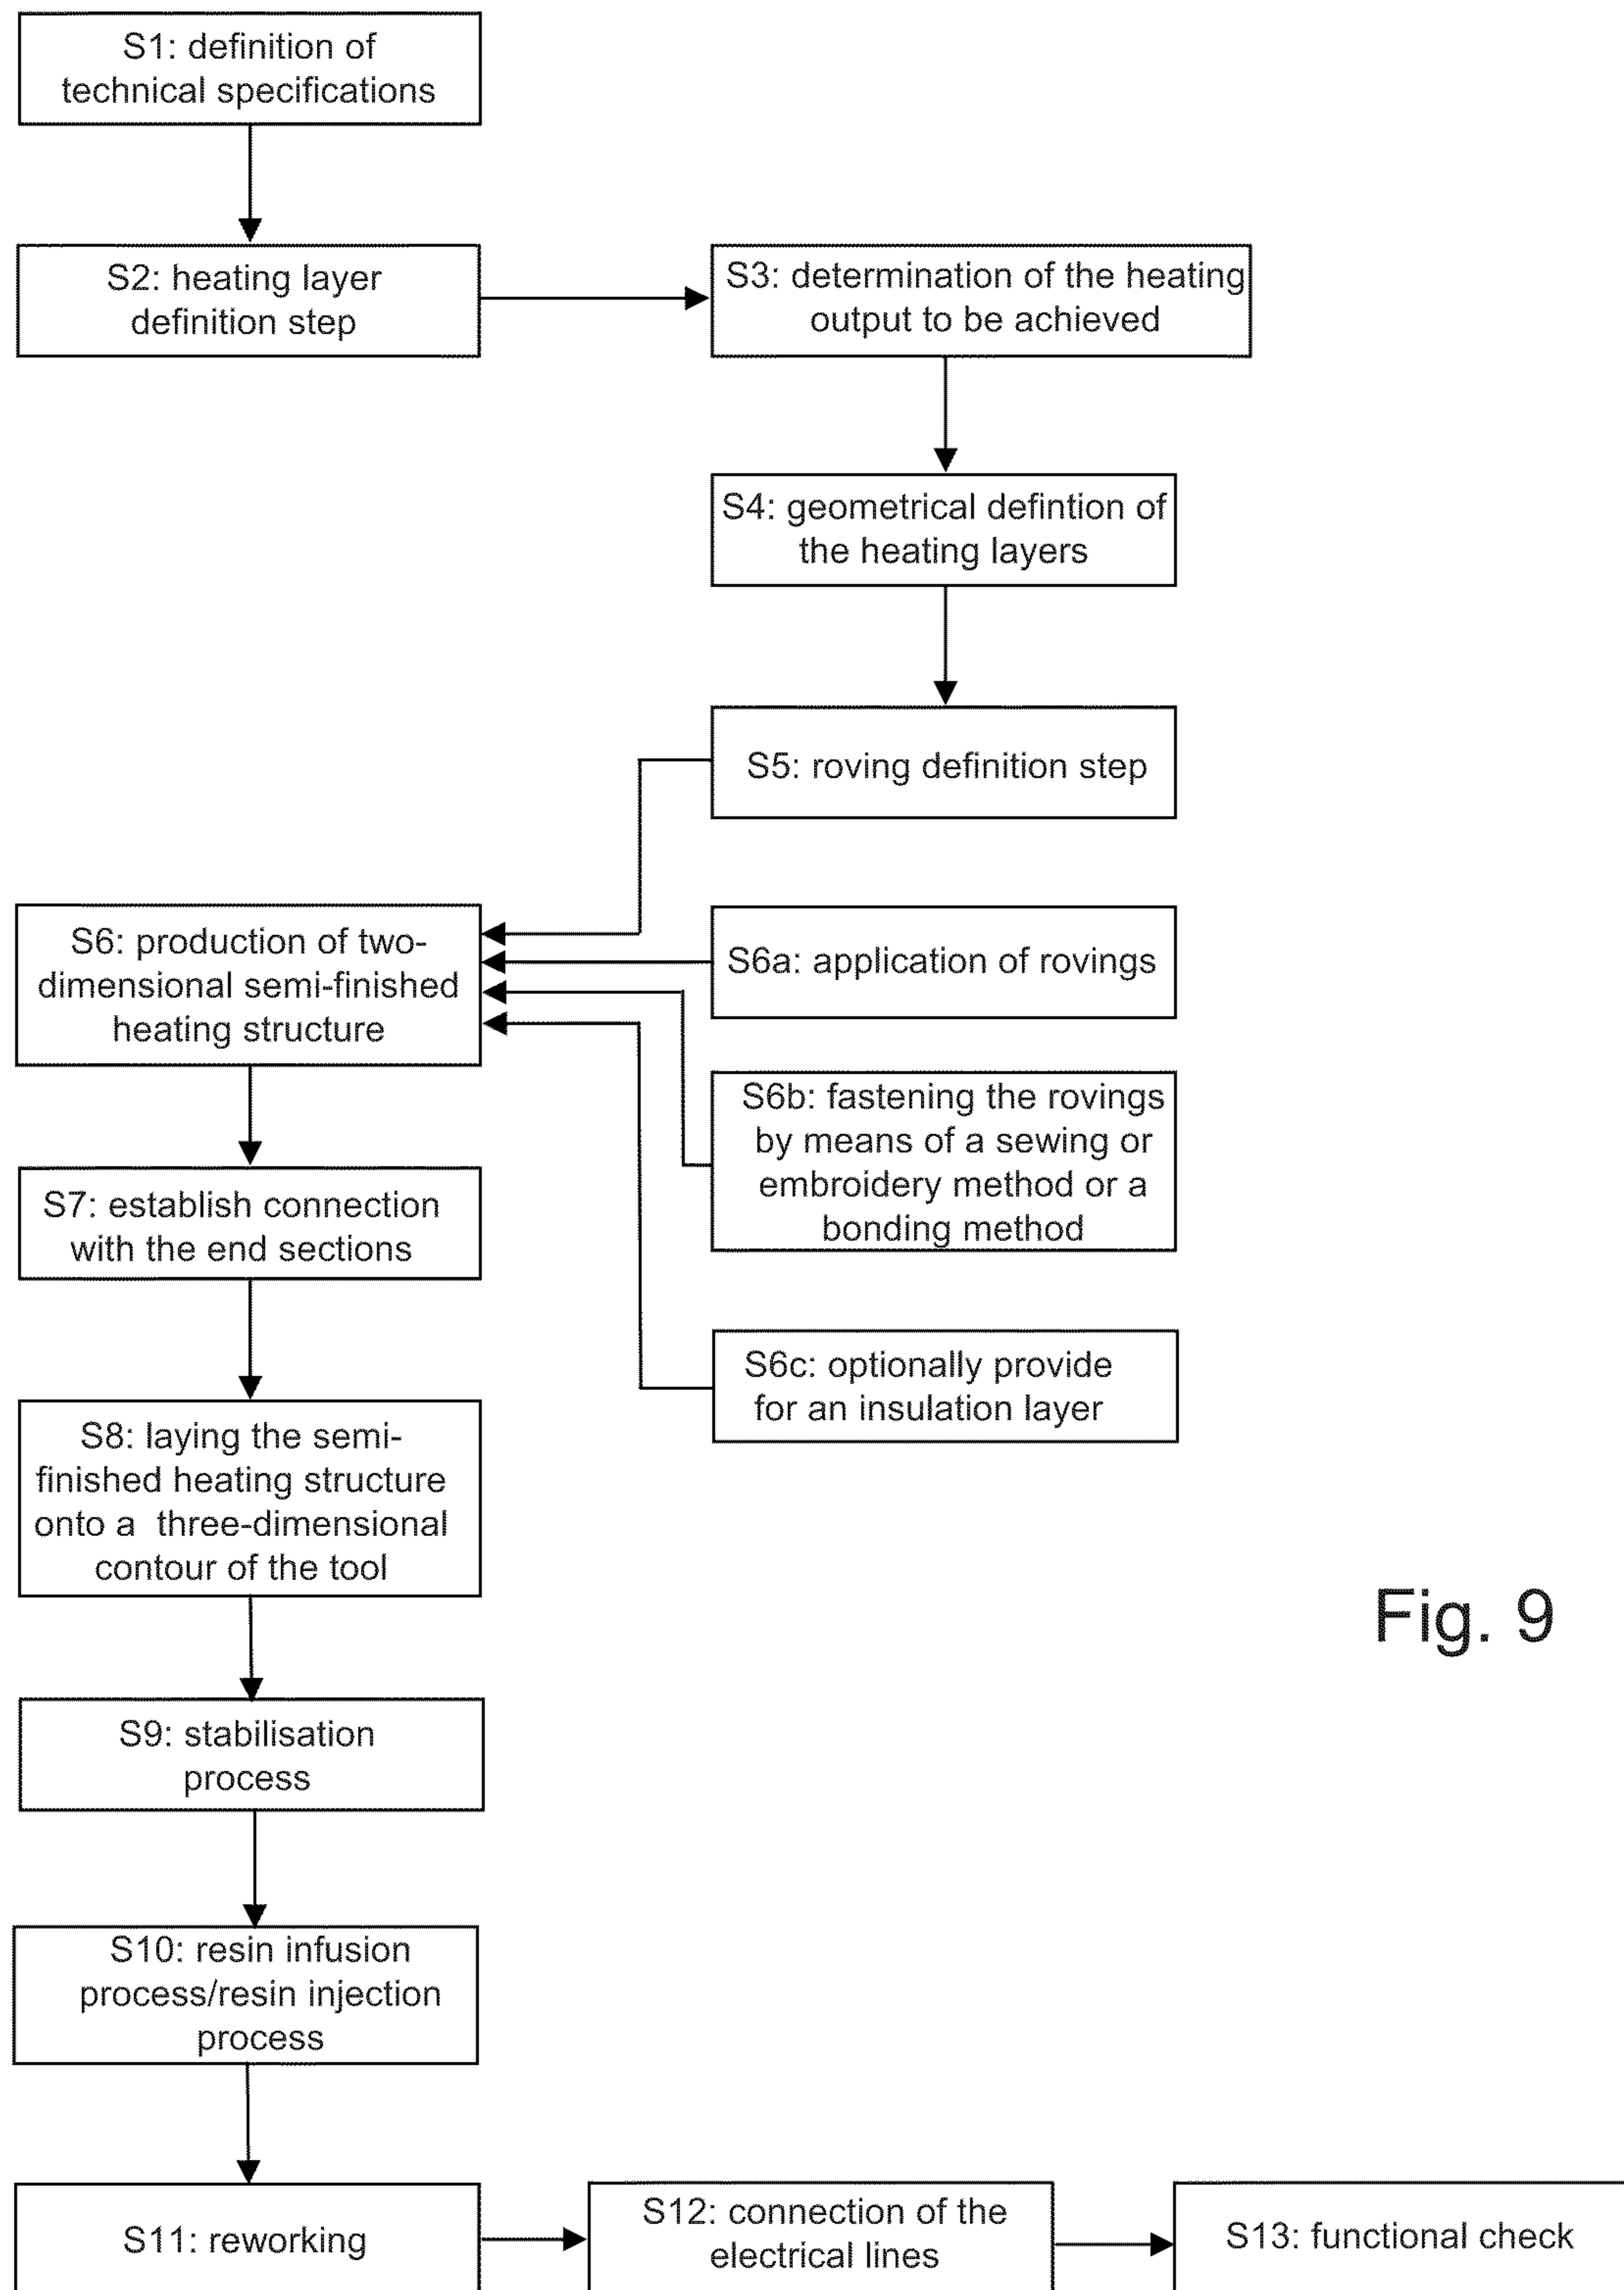 S1: definition of
technical specifications
S2: heating layer
definition step
S3: determination of the heating
output to be achieved
S4: geometrical defintion of
the heating layers
S5: roving definition step
S6: production of two-
dimensional semi-finished
heating structure
S6a: application of rovings
S6b: fastening the rovings
by means of a sewing or
embroidery method or a
bonding method
S7: establish connection
with the end sections
S6c: optionally provide
for an insulation layer
S8: laying the semi-
finished heating structure
onto a three-dimensional
contour of the tool
Fig. 9
S9: stabilisation
process
S10: resin infusion
process/resin injection
process
S11: reworking
S12: connection of the
electrical lines
S13: functional check